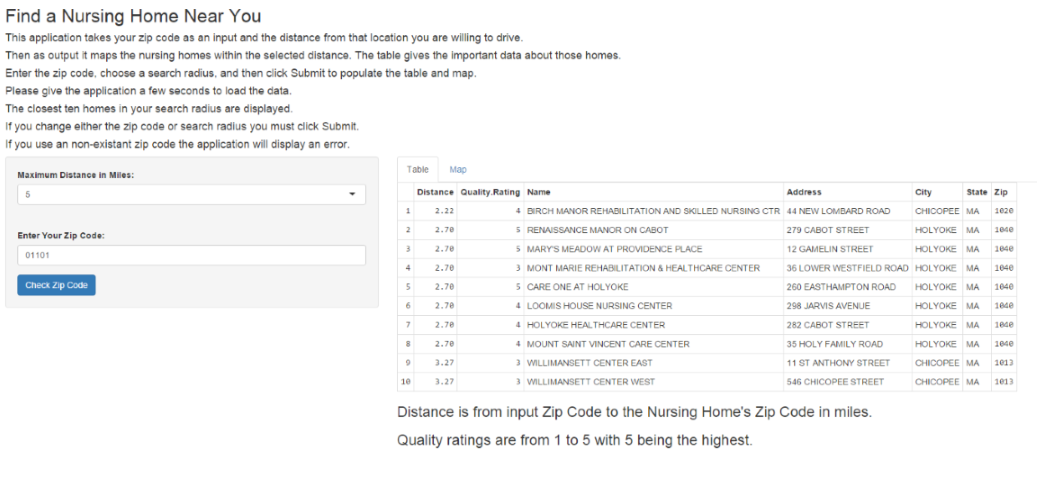 Find a Nursing Home Near You
This application takes your zip code as an input and the distance from that location you are willing to drive.
Then as output it maps the nursing homes within the selected distance. The table gives the important data about those homes.
Enter the zip code, choose a search radius, and then click Submit to populate the table and map.
Please give the application a few seconds to load the data.
The closest ten homes in your search radius are displayed.
If you change either the zip code or search radius you must click Submit.
If you use an non-existant zip code the application will display an error.
Maximum Distance in Miles:
5
Enter Your Zip Code:
01101
Check Zip Code
Table Map
Distance Quality.Rating Name Address City State Zip
1 2.22 4 BIRCH MANOR REHABILITATION AND SKILLED NURSING CTR 44 NEW LOMBARD ROAD CHICOPEE MA 1020
2 2.70 5 RENAISSANCE MANOR ON CABOT 279 CABOT STREET HOLYOKE MA 1040
3 2.70 5 MARY'S MEADOW AT PROVIDENCE PLACE 12 GAMELIN STREET HOLYOKE MA 1040
4 2.70 3 MONT MARIE REHABILITATION & HEALTHCARE CENTER 36 LOWER WESTFIELD ROAD HOLYOKE MA 1040
5 2.70 5 CARE ONE AT HOLYOKE 260 EASTHAMPTON ROAD HOLYOKE MA 1040
6 2.70 4 LOOMIS HOUSE NURSING CENTER 298 JARVIS AVENUE HOLYOKE MA 1040
7 2.70 4 HOLYOKE HEALTHCARE CENTER 282 CABOT STREET HOLYOKE MA 1040
8 2.70 4 MOUNT SAINT VINCENT CARE CENTER 35 HOLY FAMILY ROAD HOLYOKE MA 1040
9 3.27 3 WILLIMANSETT CENTER EAST 11 ST ANTHONY STREET CHICOPEE MA 1013
10 3.27 3 WILLIMANSETT CENTER WEST 546 CHICOPEE STREET CHICOPEE MA 1013
Distance is from input Zip Code to the Nursing Home's Zip Code in miles.
Quality ratings are from 1 to 5 with 5 being the highest.